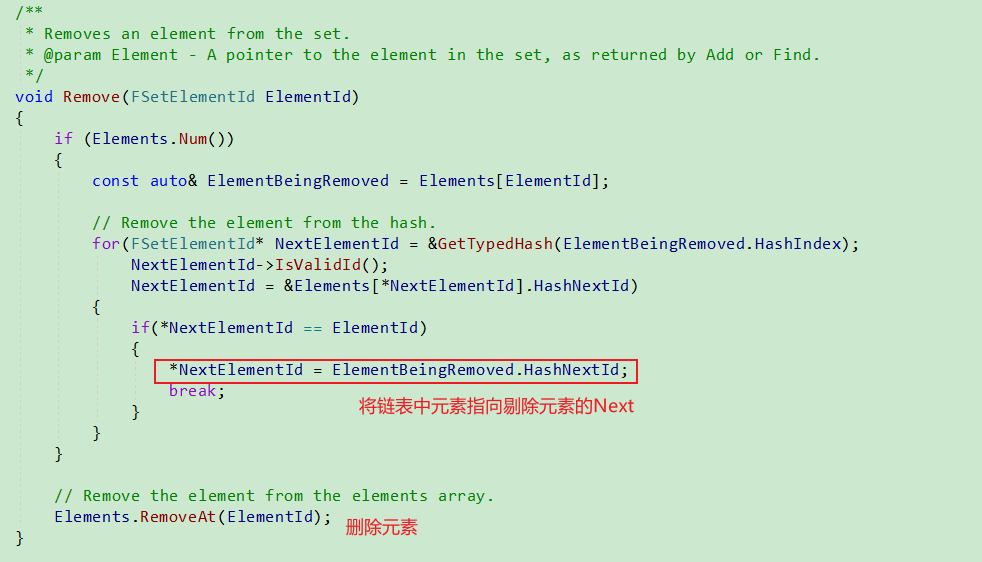 /**
 * Removes an element from the set.
 * @param Element - A pointer to the element in the set, as returned by Add or Find.
 */
void Remove(FSetElementId ElementId)
{
    if (Elements.Num())
    {
        const auto& ElementBeingRemoved = Elements[ElementId];

        // Remove the element from the hash.
        for(FSetElementId* NextElementId = &GetTypedHash(ElementBeingRemoved.HashIndex);
            NextElementId->IsValidId();
            NextElementId = &Elements[*NextElementId].HashNextId)
        {
            if(*NextElementId == ElementId)
            {
                *NextElementId = ElementBeingRemoved.HashNextId;
                break;
将链表中元素指向剔除元素的Next
            }
        }
    }

    // Remove the element from the elements array.
    Elements.RemoveAt(ElementId);
删除元素
}